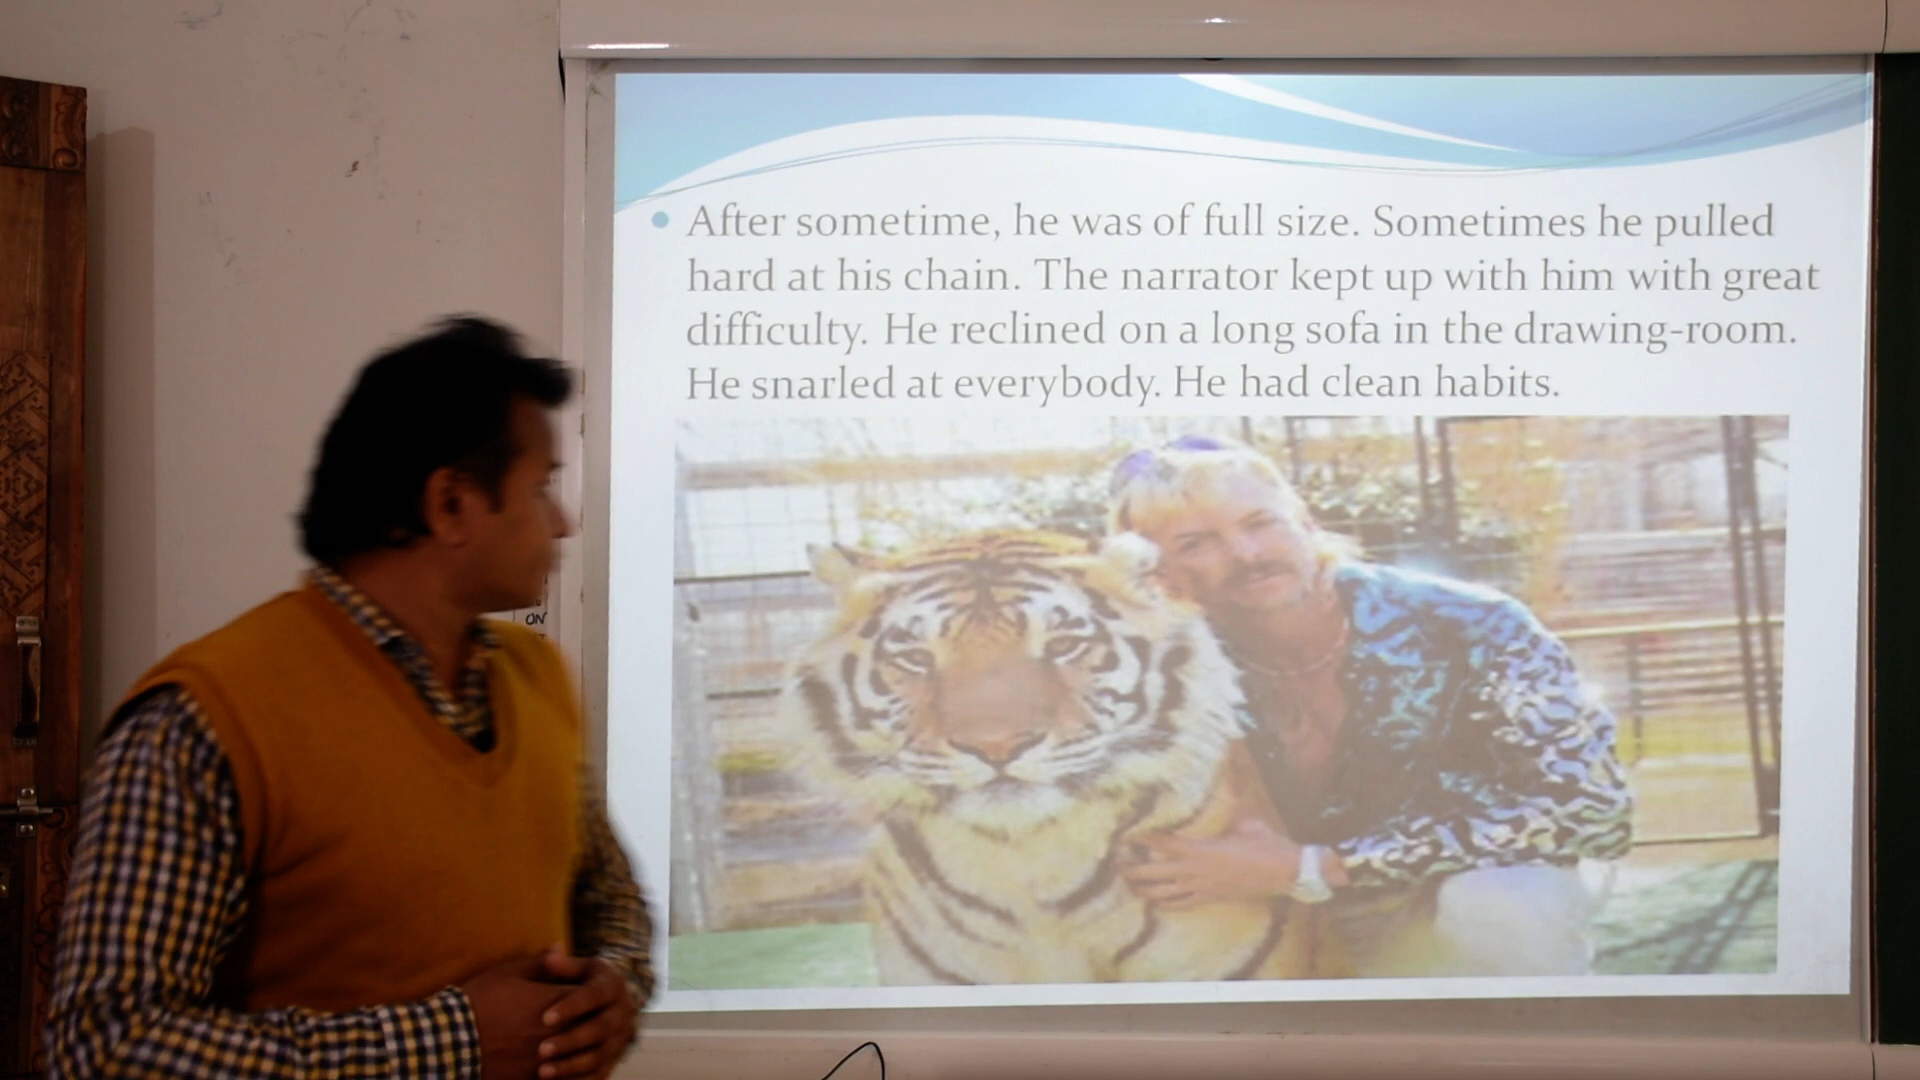 After sometime, he was of full size. Sometimes he pulled
hard at his chain. The narrator kept up with him with great
difficulty. He reclined on a long sofa in the drawing-room.
He snarled at everybody. He had clean habits.
ON